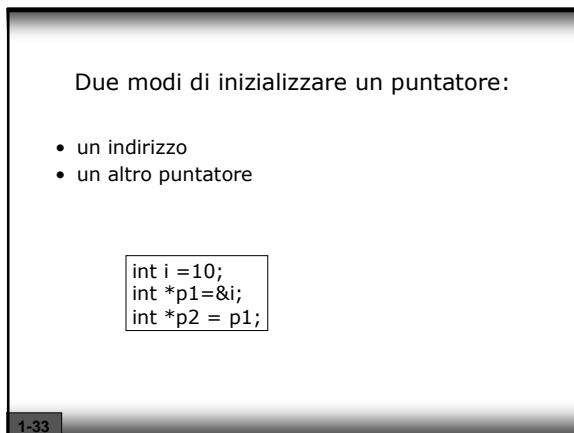 Due modi di inizializzare un puntatore:
• un indirizzo
• un altro puntatore
int i =10;
int *p1=&i;
int *p2 = p1;
1-33